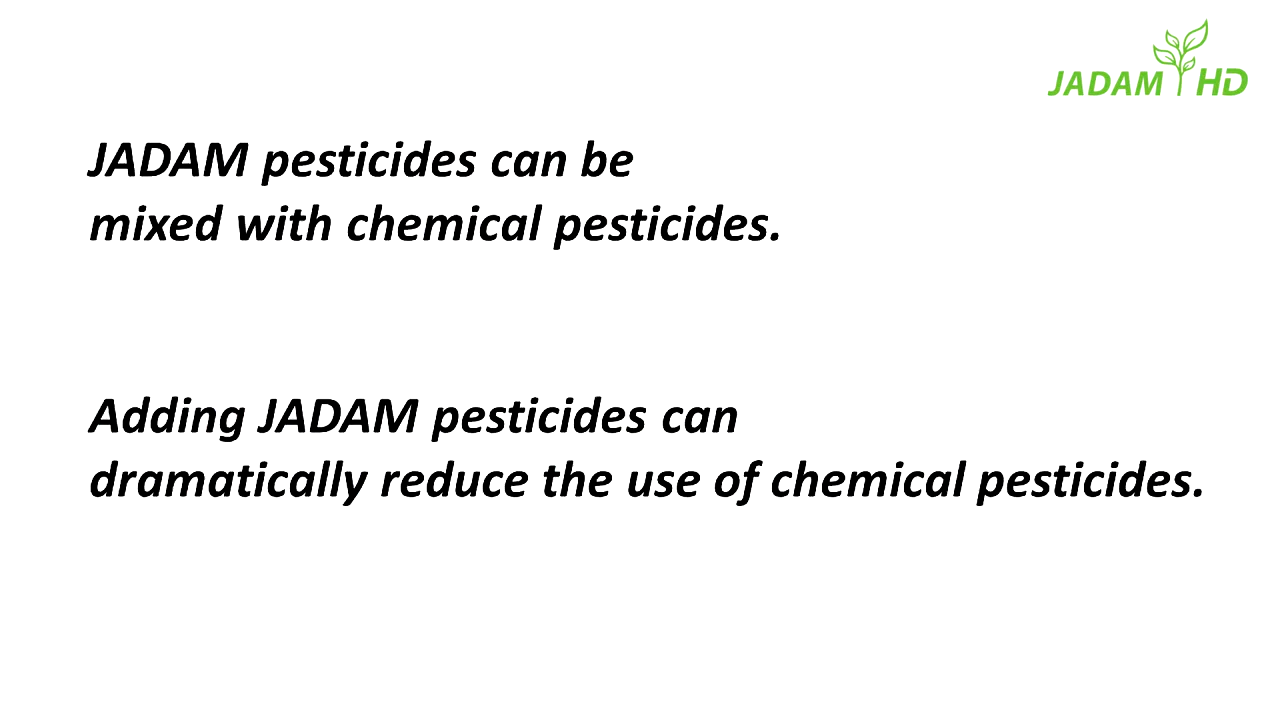 JADAM HD
JADAM pesticides can be
mixed with chemical pesticides.
Adding JADAM pesticides can
dramatically reduce the use of chemical pesticides.